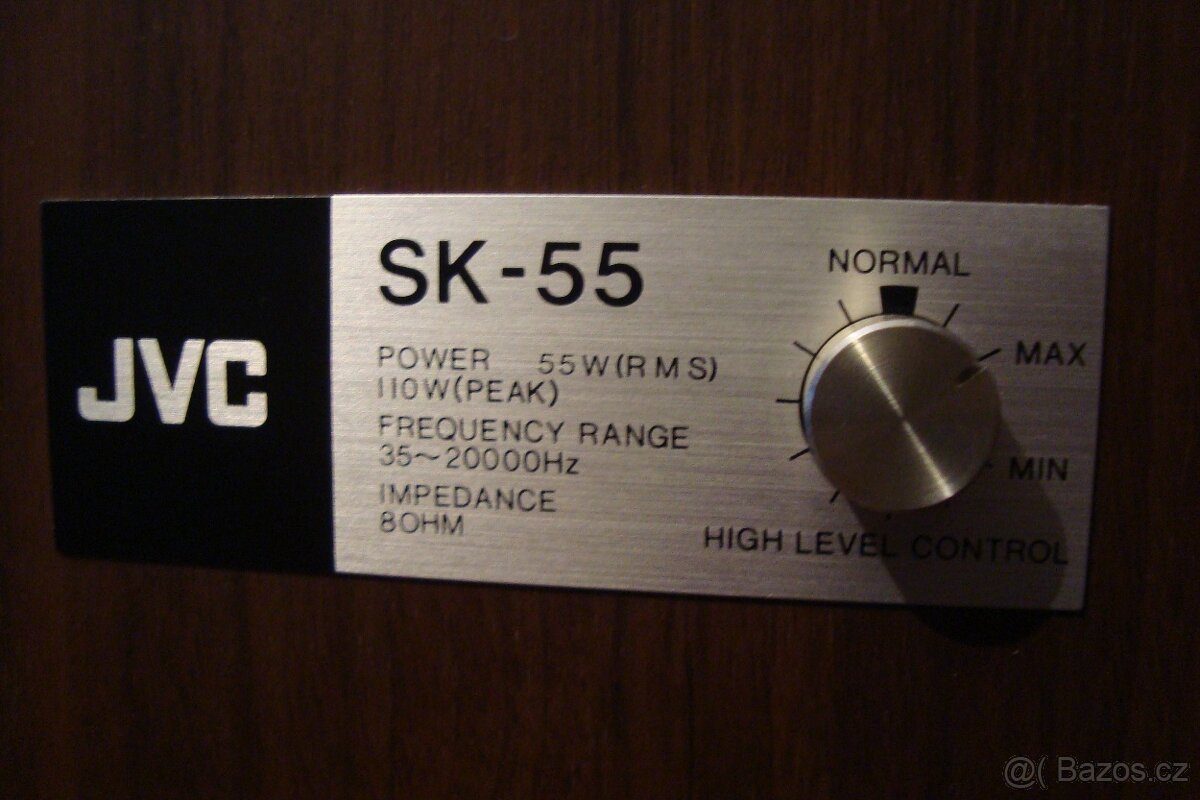 JVC
SK-55
POWER 55W(RMS)
110W(PEAK)
FREQUENCY RANGE
35~20000Hz
IMPEDANCE
8OHM
NORMAL
MAX
MIN
HIGH LEVEL CONTROL
@( Bazos.cz